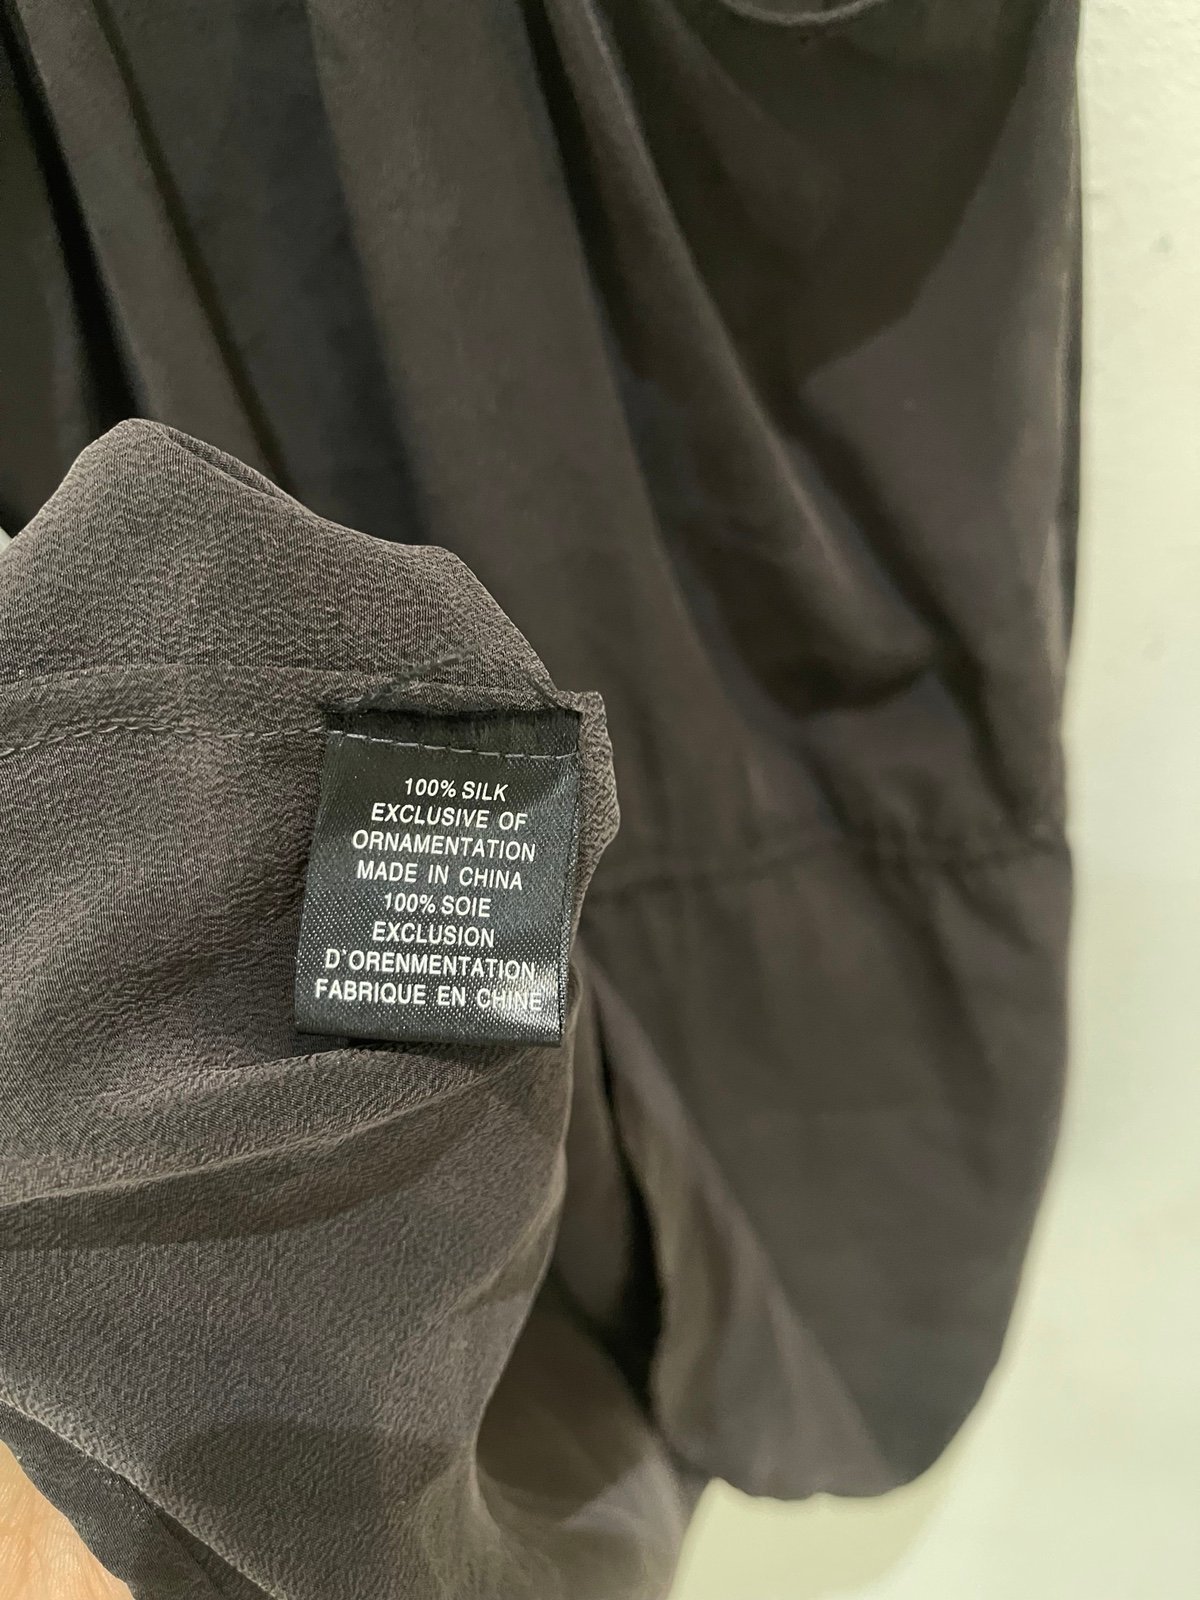 100% SILK
EXCLUSIVE OF
ORNAMENTATION
MADE IN CHINA
100% SOIE
EXCLUSION
D'ORENMENTATION
FABRIQUE EN CHINE